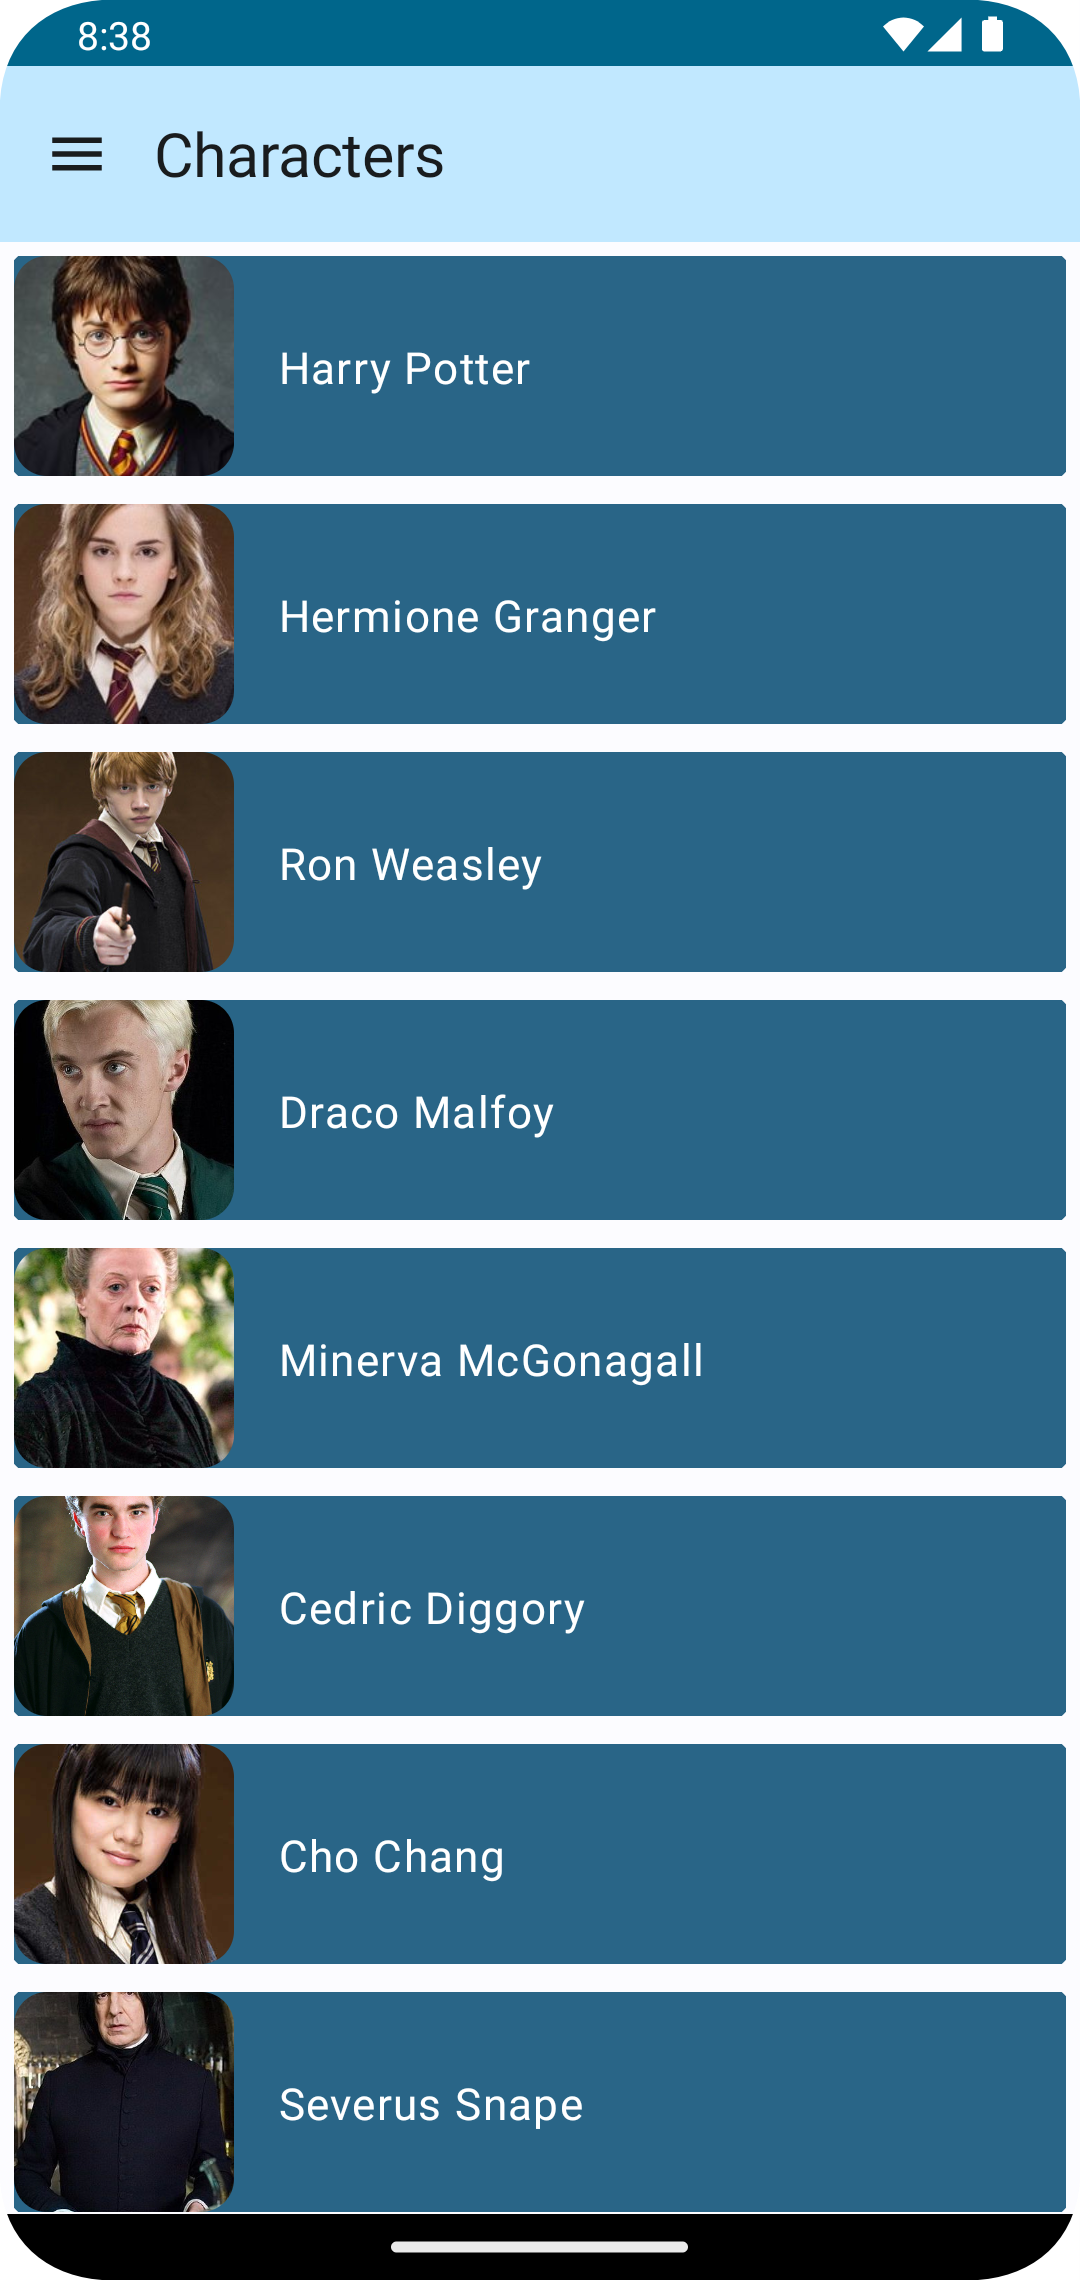 8:38
Characters
Harry Potter
Hermione Granger
Ron Weasley
Draco Malfoy
Minerva McGonagall
Cedric Diggory
Cho Chang
Severus Snape